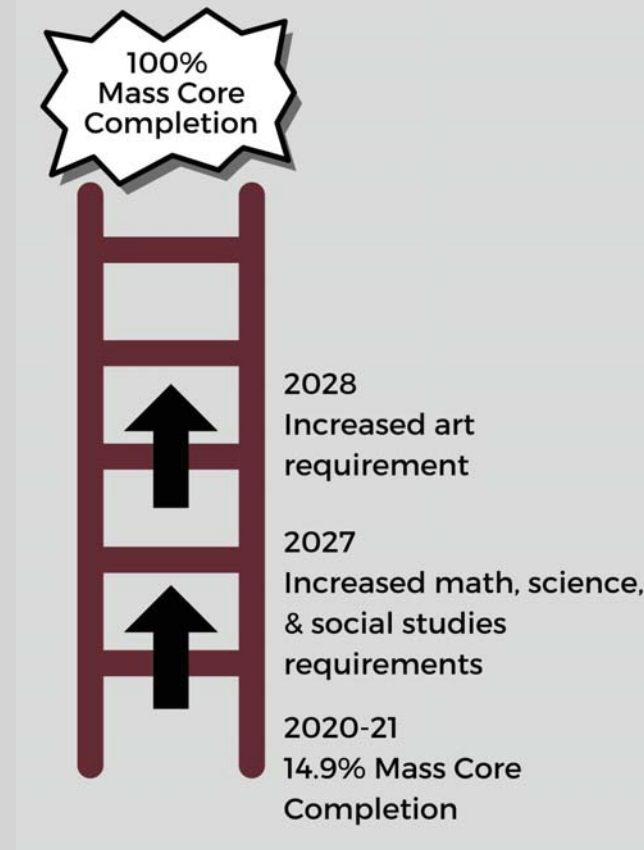 100%
Mass Core
Completion
2028
Increased art
requirement
2027
Increased math, science,
& social studies
requirements
2020-21
14.9% Mass Core
Completion